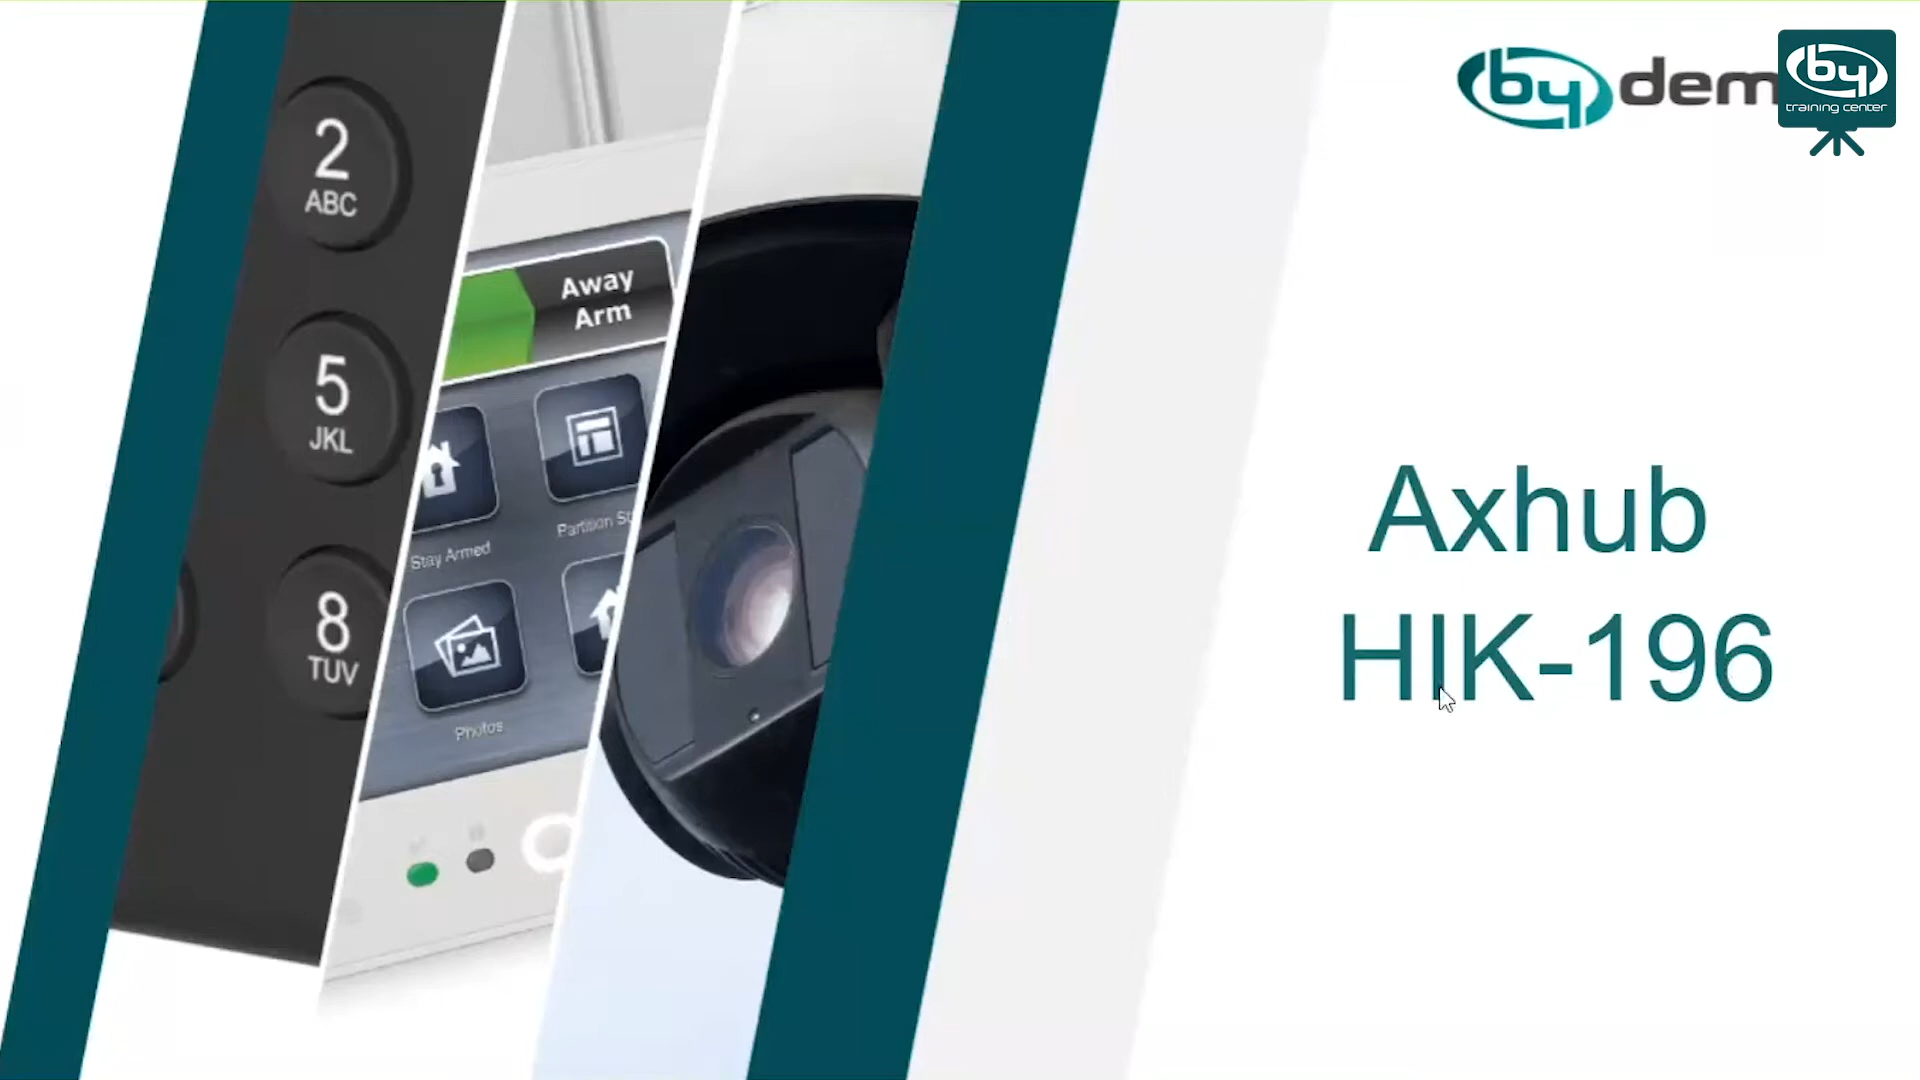 by dem
by
training center
2
ABC
5
JKL
8
TUV
Away
Arm
Stay Armed
Partition
Photos
Axhub
HIK-196